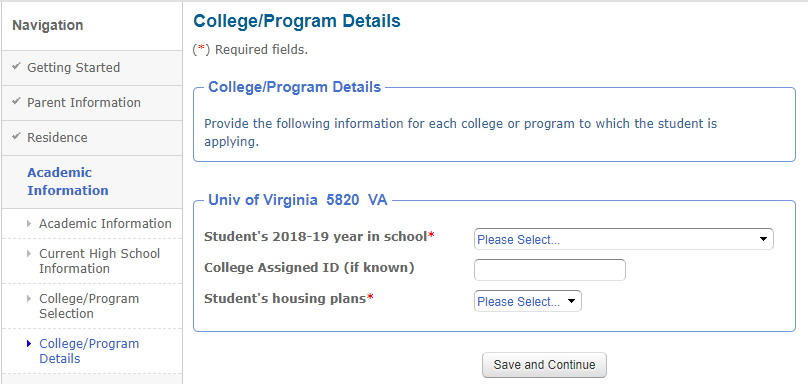 Navigation
Getting Started
Parent Information
Residence
Academic
Information
Academic Information
Current High School
Information
College/Program
Selection
College/Program
Details
College/Program Details
(*) Required fields.
College/Program Details
Provide the following information for each college or program to which the student is
applying.
Univ of Virginia 5820 VA
Student's 2018-19 year in school* Please Select...
College Assigned ID (if known)
Student's housing plans* Please Select...
Save and Continue